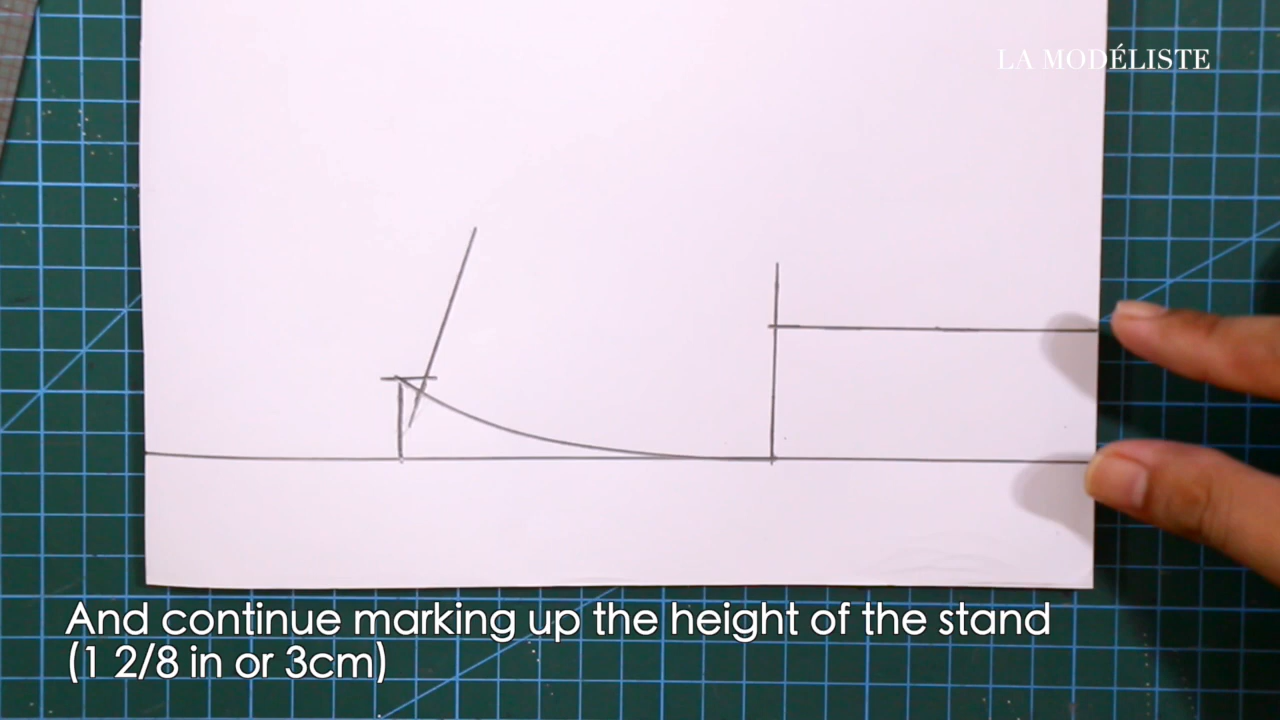 LA MODÉLISTE
And continue marking up the height of the stand
(1 2/8 in or 3cm)